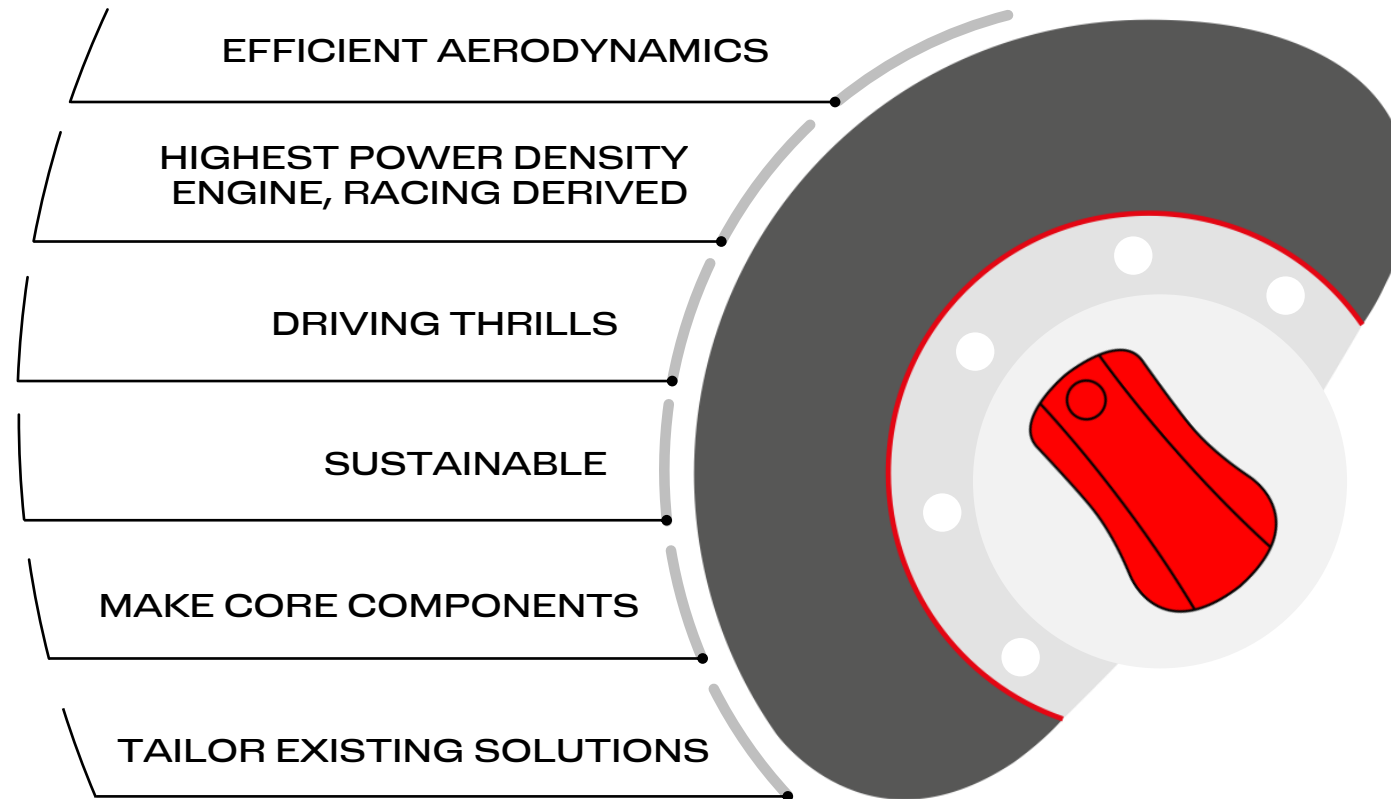 EFFICIENT AERODYNAMICS
HIGHEST POWER DENSITY
ENGINE, RACING DERIVED
DRIVING THRILLS
SUSTAINABLE
MAKE CORE COMPONENTS
TAILOR EXISTING SOLUTIONS